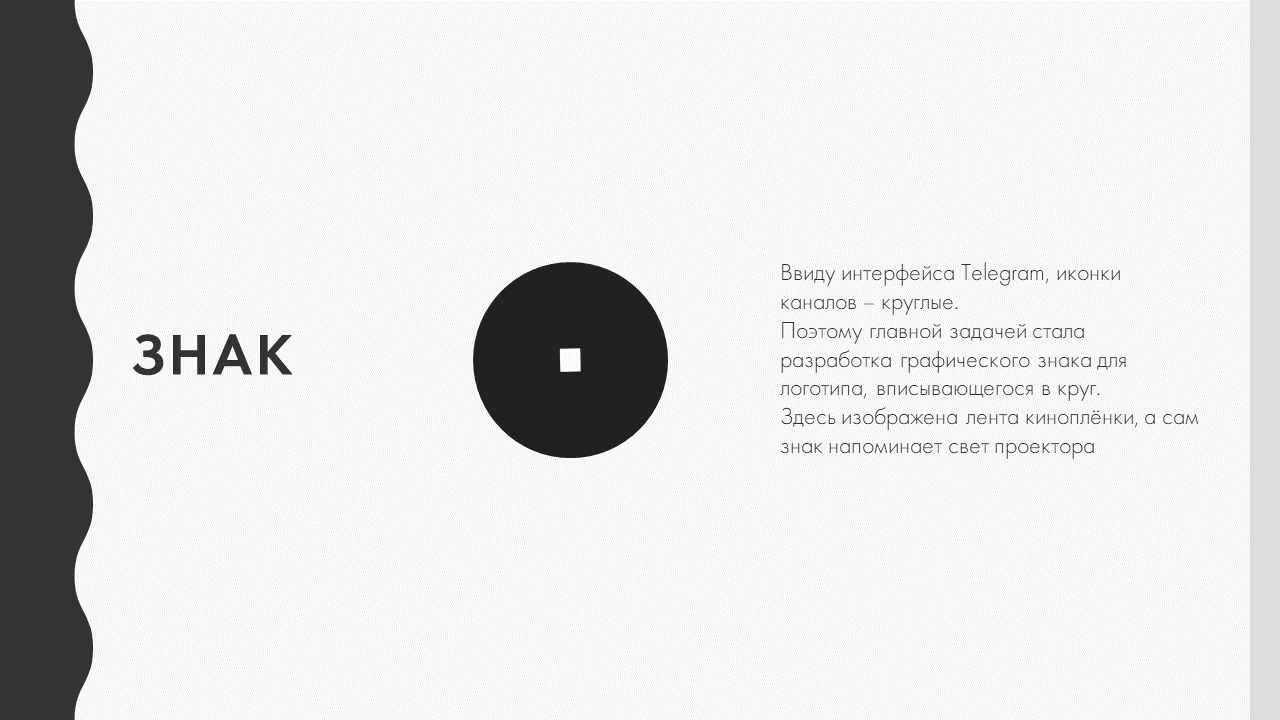 ЗНАК
Ввиду интерфейса Telegram, иконки
каналов – круглые.
Поэтому главной задачей стала
разработка графического знака для
логотипа, вписывающегося в круг.
Здесь изображена лента киноплёнки, а сам
знак напоминает свет проектора